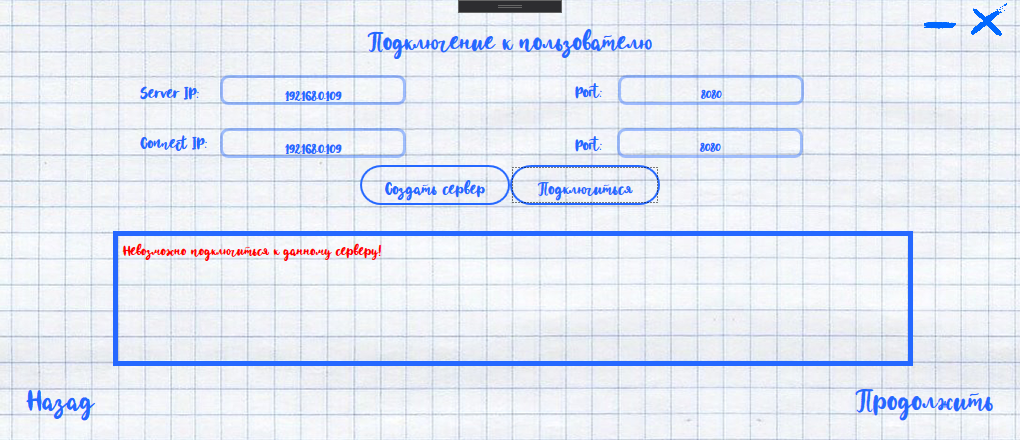 Подключение к пользователю
Server IP: 192.168.0.109 Port: 8080
Connect IP: 192.168.0.109 Port: 8080
Создать сервер Подключиться
Невозможно подключиться к данному серверу!
Назад Продолжить